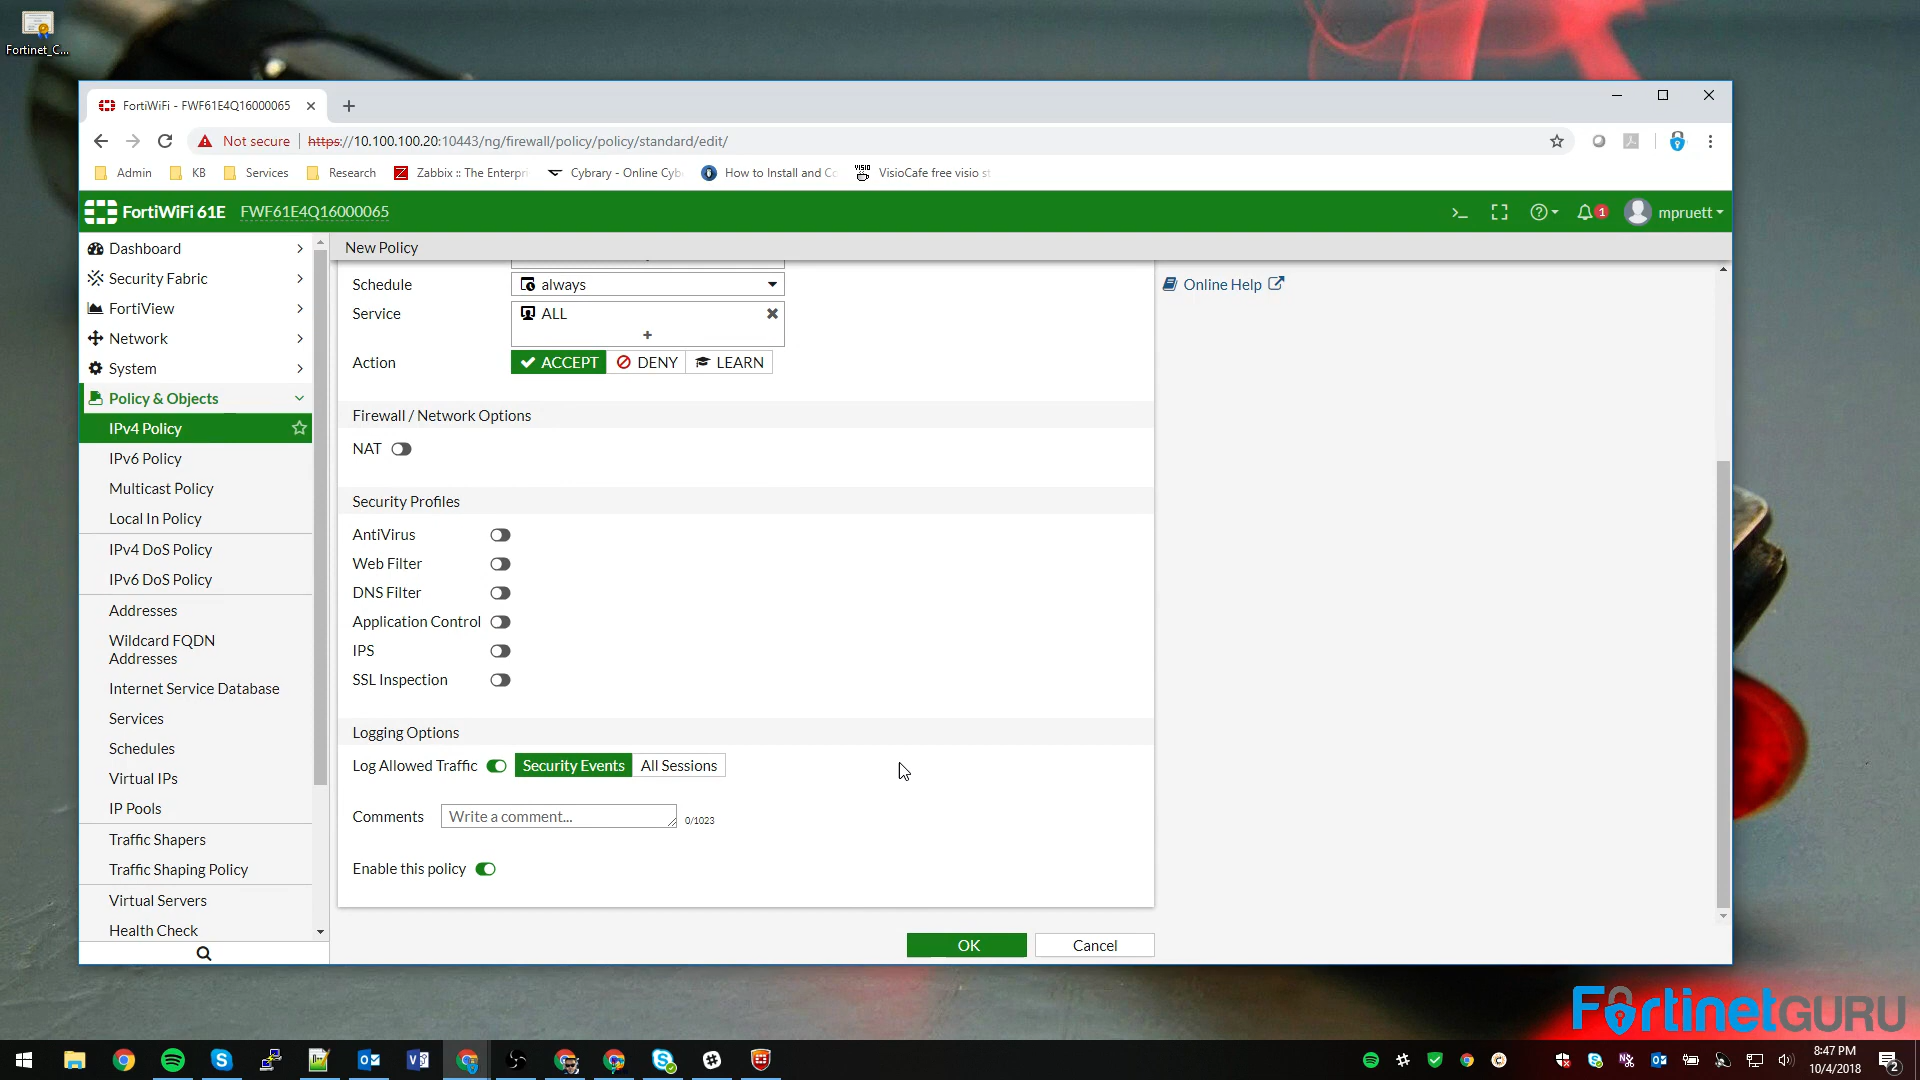 Fortinet_C...
FortiWiFi - FWF61E4Q16000065
Not secure
https://10.100.100.20:10443/ng/firewall/policy/policy/standard/edit/
Admin
KB
Services
Research
Zabbix :: The Enterpri
Cybrary - Online Cyb
How to Install and Co
VisioCafe free visio st
FortiWiFi 61E
FWF61E4Q16000065
1
mpruett
Dashboard
Security Fabric
FortiView
Network
System
Policy & Objects
IPv4 Policy
IPv6 Policy
Multicast Policy
Local In Policy
IPv4 DoS Policy
IPv6 DoS Policy
Addresses
Wildcard FQDN
Addresses
Internet Service Database
Services
Schedules
Virtual IPs
IP Pools
Traffic Shapers
Traffic Shaping Policy
Virtual Servers
Health Check
New Policy
Schedule
always
Service
ALL
Action
ACCEPT
DENY
LEARN
Firewall / Network Options
NAT
Security Profiles
AntiVirus
Web Filter
DNS Filter
Application Control
IPS
SSL Inspection
Logging Options
Log Allowed Traffic
Security Events
All Sessions
Comments
Write a comment...
0/1023
Enable this policy
OK
Cancel
Online Help
FortinetGURU
8:47 PM
10/4/2018
2